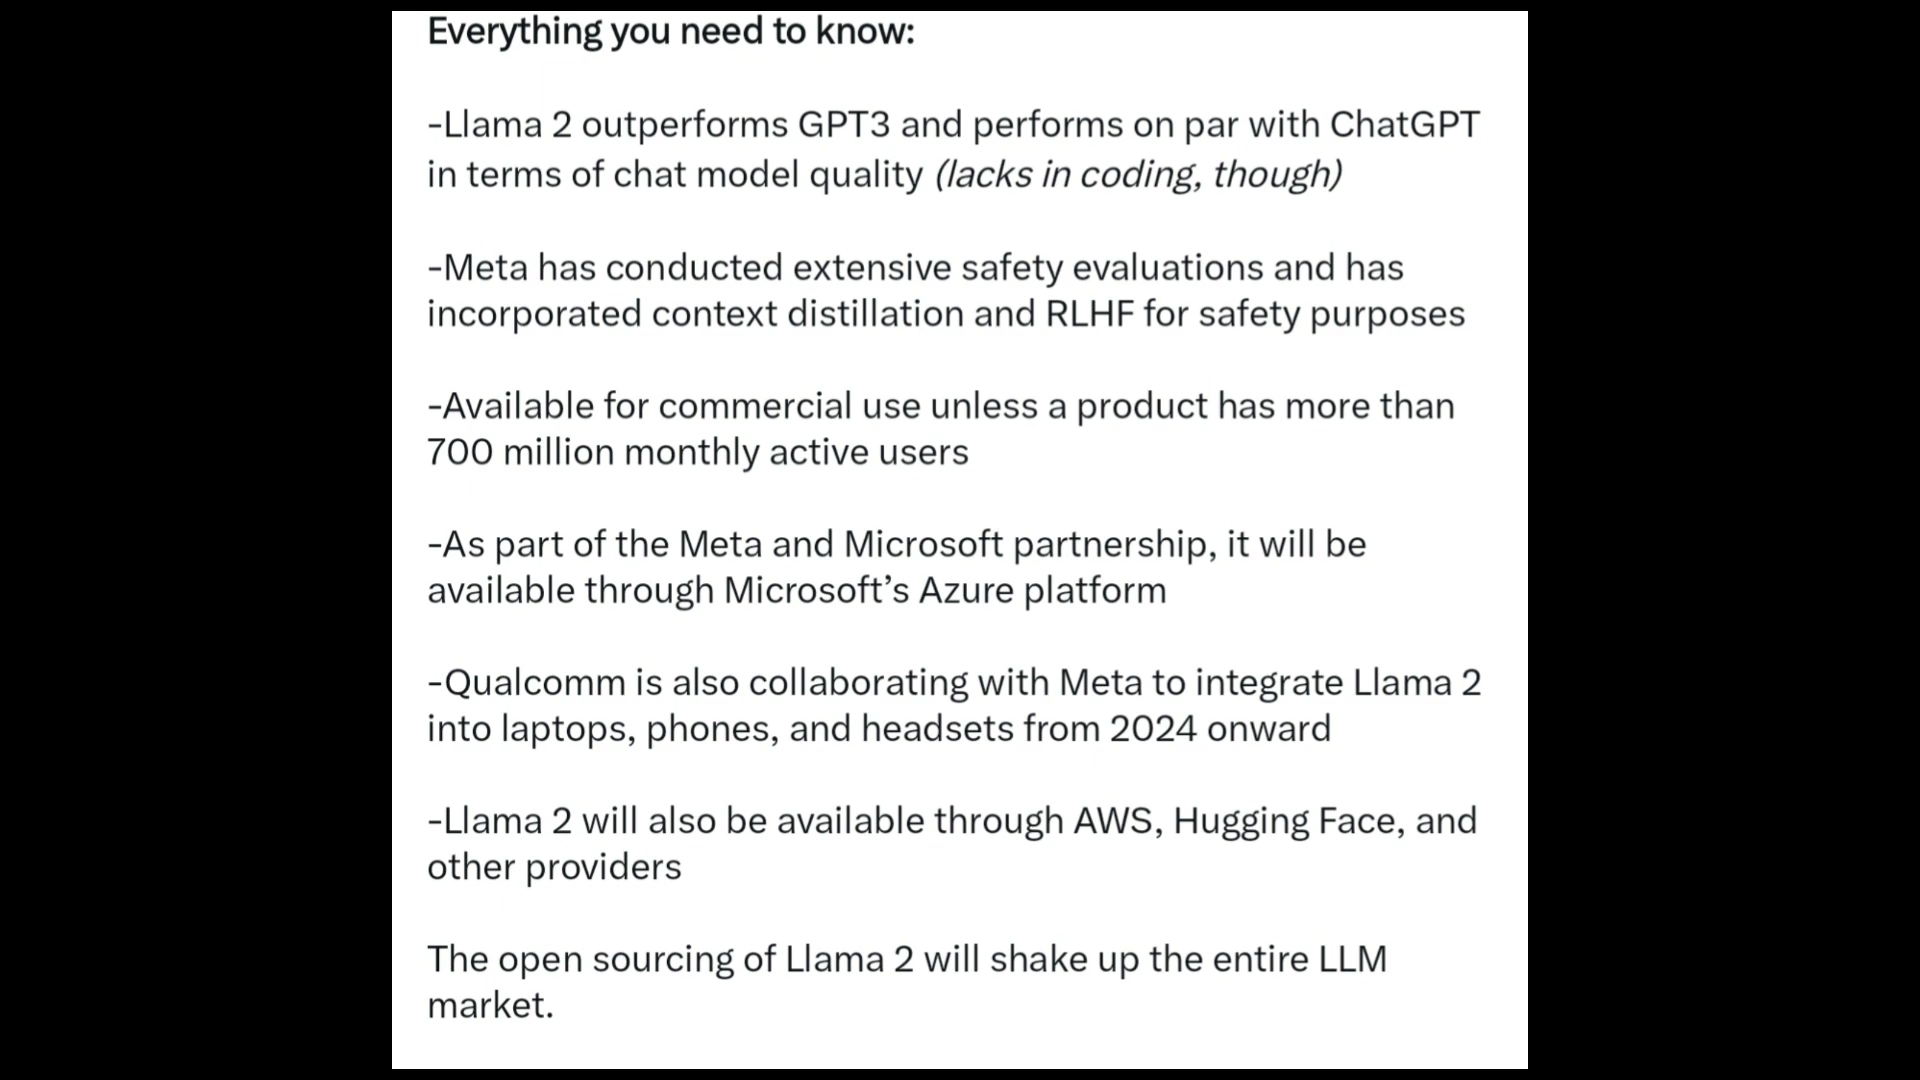 Everything you need to know:
-Llama 2 outperforms GPT3 and performs on par with ChatGPT
in terms of chat model quality (lacks in coding, though)
-Meta has conducted extensive safety evaluations and has
incorporated context distillation and RLHF for safety purposes
-Available for commercial use unless a product has more than
700 million monthly active users
-As part of the Meta and Microsoft partnership, it will be
available through Microsoft’s Azure platform
-Qualcomm is also collaborating with Meta to integrate Llama 2
into laptops, phones, and headsets from 2024 onward
-Llama 2 will also be available through AWS, Hugging Face, and
other providers
The open sourcing of Llama 2 will shake up the entire LLM
market.